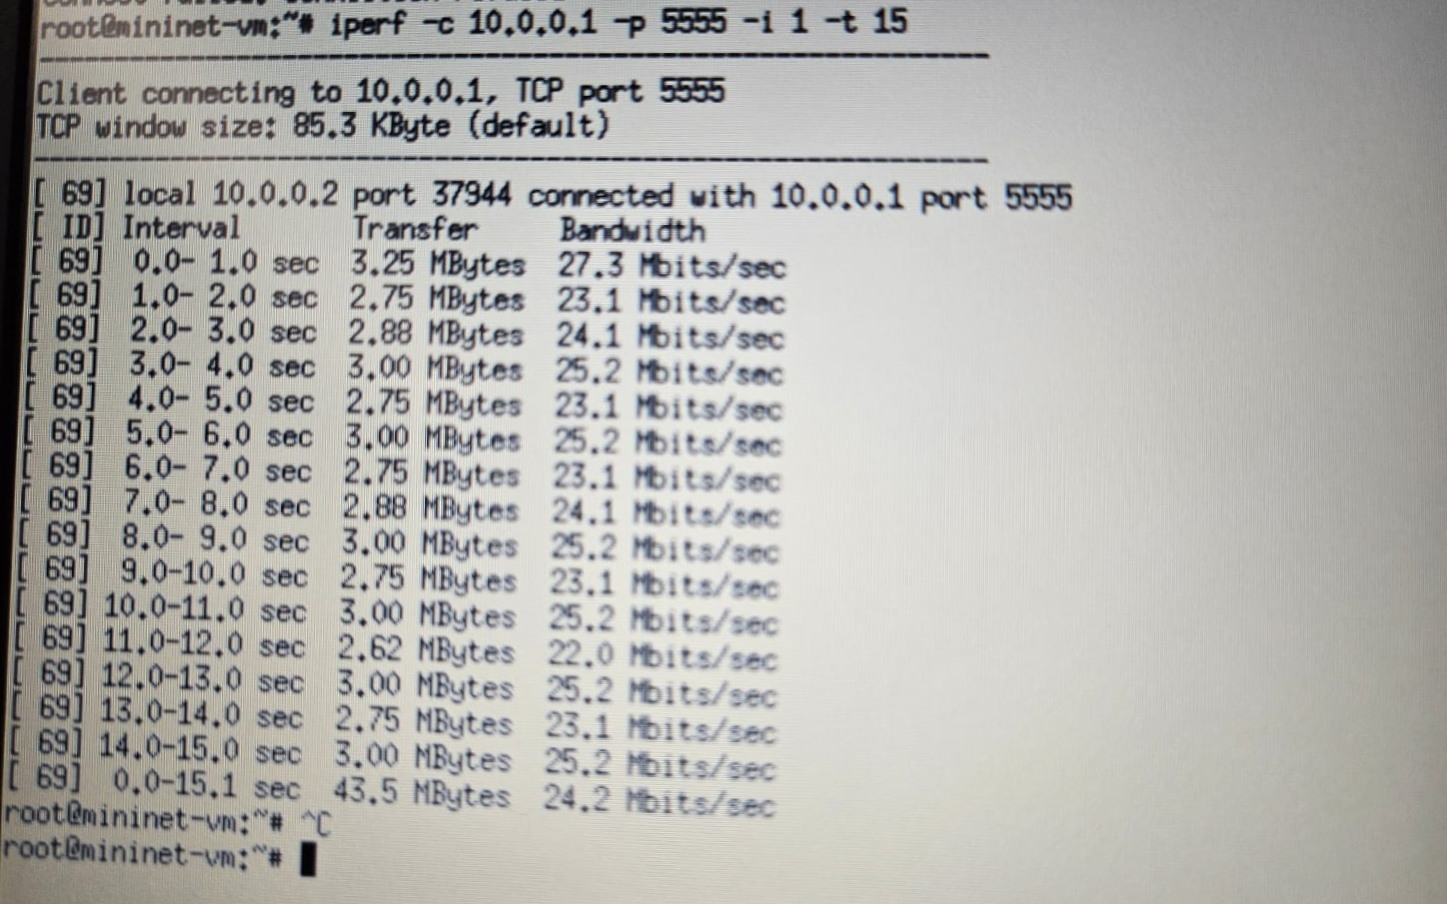 root@mininet-vm:~# iperf -c 10.0.0.1 -p 5555 -i 1 -t 15
------------------------------------------------------------
Client connecting to 10.0.0.1, TCP port 5555
TCP window size: 85.3 KByte (default)
------------------------------------------------------------
[ 69] local 10.0.0.2 port 37944 connected with 10.0.0.1 port 5555
[ ID] Interval       Transfer     Bandwidth
[ 69]  0.0- 1.0 sec  3.25 MBytes  27.3 Mbits/sec
[ 69]  1.0- 2.0 sec  2.75 MBytes  23.1 Mbits/sec
[ 69]  2.0- 3.0 sec  2.88 MBytes  24.1 Mbits/sec
[ 69]  3.0- 4.0 sec  3.00 MBytes  25.2 Mbits/sec
[ 69]  4.0- 5.0 sec  2.75 MBytes  23.1 Mbits/sec
[ 69]  5.0- 6.0 sec  3.00 MBytes  25.2 Mbits/sec
[ 69]  6.0- 7.0 sec  2.75 MBytes  23.1 Mbits/sec
[ 69]  7.0- 8.0 sec  2.88 MBytes  24.1 Mbits/sec
[ 69]  8.0- 9.0 sec  3.00 MBytes  25.2 Mbits/sec
[ 69]  9.0-10.0 sec  2.75 MBytes  23.1 Mbits/sec
[ 69] 10.0-11.0 sec  3.00 MBytes  25.2 Mbits/sec
[ 69] 11.0-12.0 sec  2.62 MBytes  22.0 Mbits/sec
[ 69] 12.0-13.0 sec  3.00 MBytes  25.2 Mbits/sec
[ 69] 13.0-14.0 sec  2.75 MBytes  23.1 Mbits/sec
[ 69] 14.0-15.0 sec  3.00 MBytes  25.2 Mbits/sec
[ 69]  0.0-15.1 sec  43.5 MBytes  24.2 Mbits/sec
root@mininet-vm:~# ^C
root@mininet-vm:~#